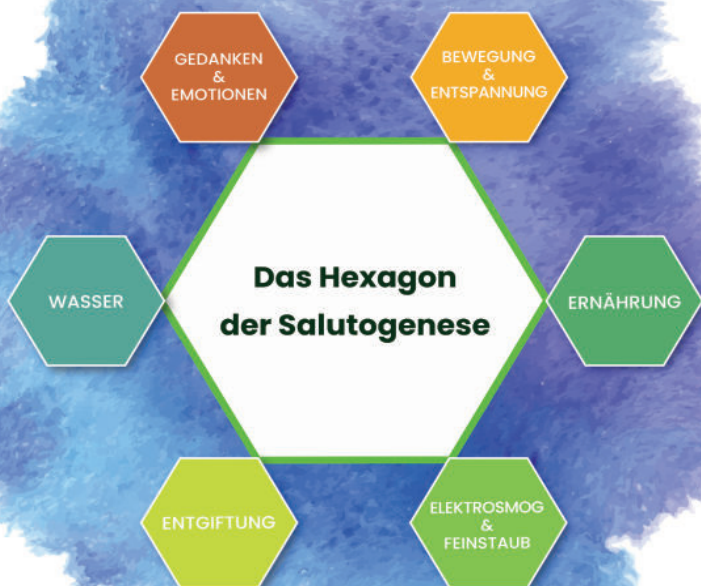 GEDANKEN
&
EMOTIONEN
BEWEGUNG
&
ENTSPANNUNG
Das Hexagon
der Salutogenese
WASSER
ERNÄHRUNG
ENTGIFTUNG
ELEKTROSMOG
&
FEINSTAUB